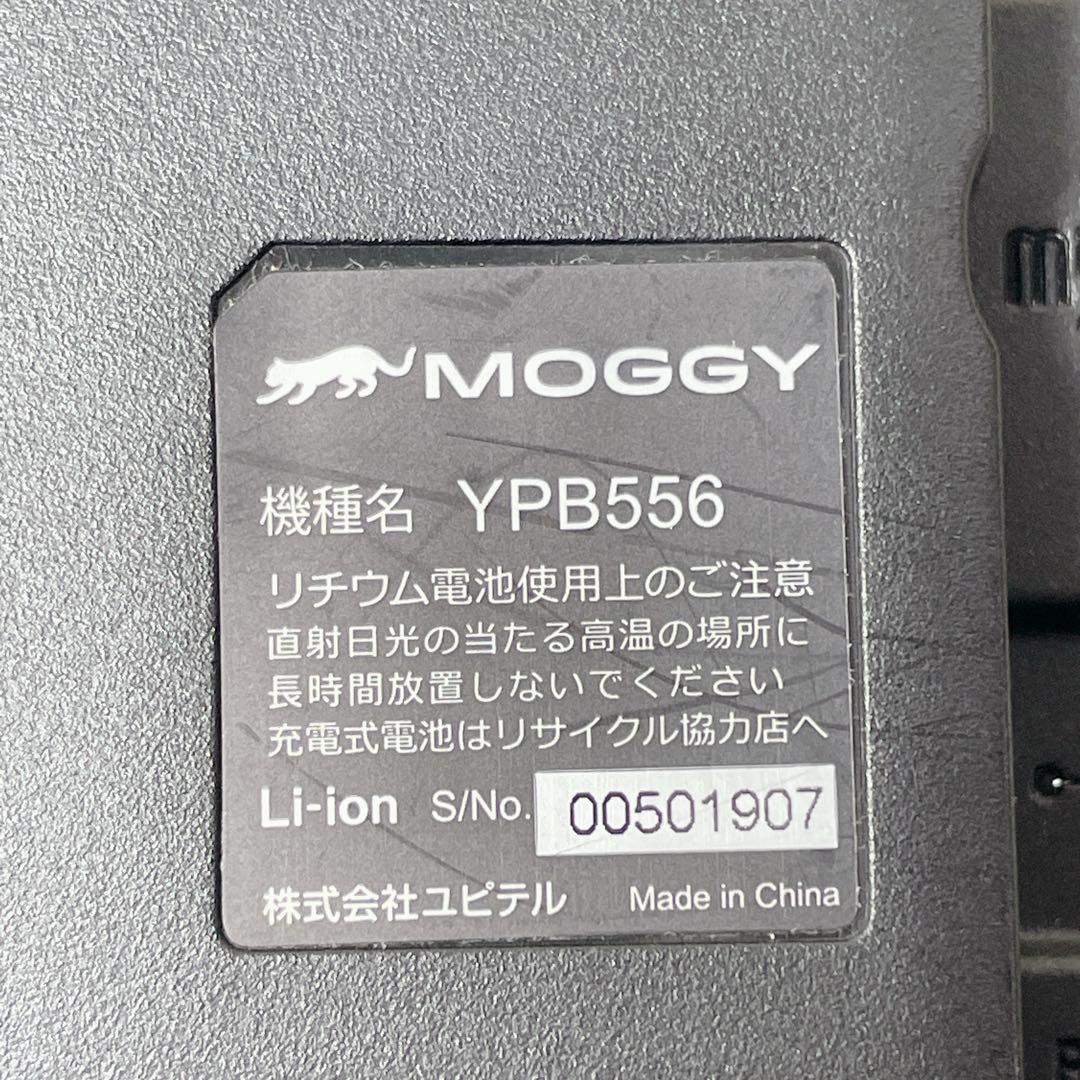 MOGGY
機種名 YPB556
リチウム電池使用上のご注意
直射日光の当たる高温の場所に
長時間放置しないでください
充電式電池はリサイクル協力店へ
Li-ion S/No. 00501907
株式会社ユピテル Made in China